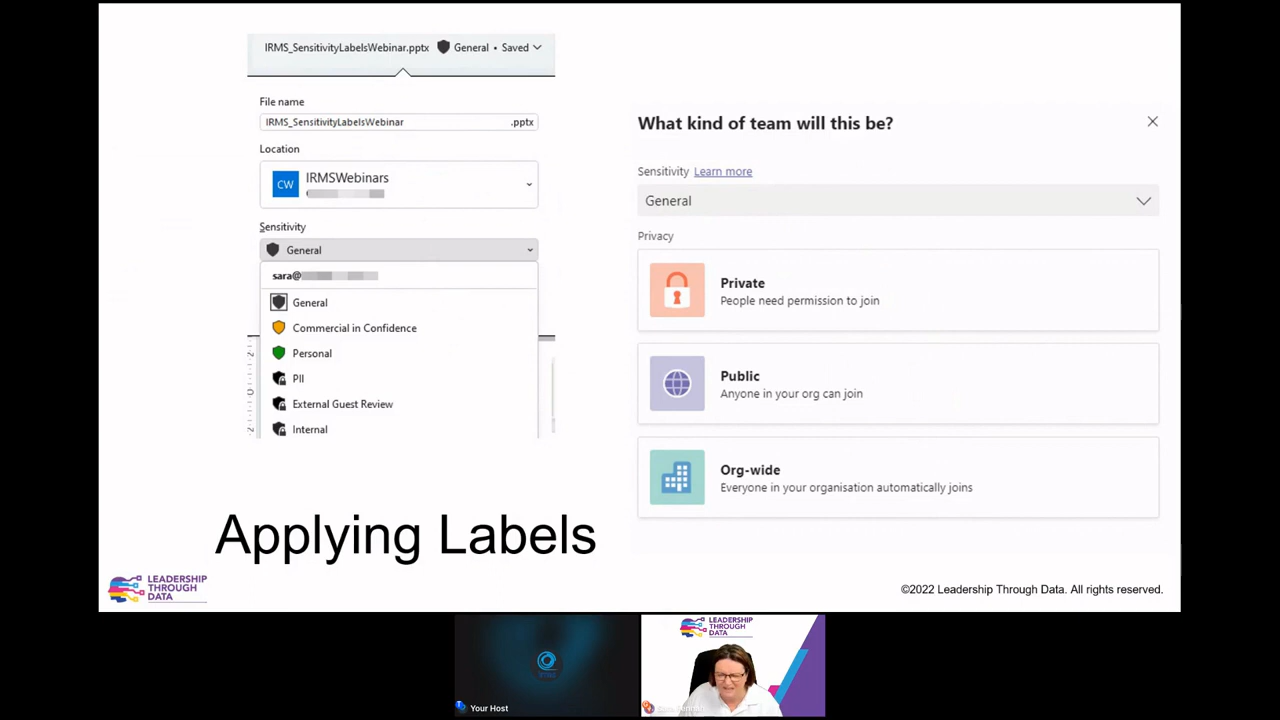 IRMS_SensitivityLabelsWebinar.pptx General • Saved
File name
IRMS_SensitivityLabelsWebinar .pptx
Location
CW IRMSWebinars
Sensitivity
General
sara@
General
Commercial in Confidence
Personal
PII
External Guest Review
Internal
What kind of team will this be?
Sensitivity Learn more
General
Privacy
Private
People need permission to join
Public
Anyone in your org can join
Org-wide
Everyone in your organisation automatically joins
Applying Labels
LEADERSHIP
THROUGH
DATA
©2022 Leadership Through Data. All rights reserved.
LEADERSHIP
THROUGH
DATA
Your Host